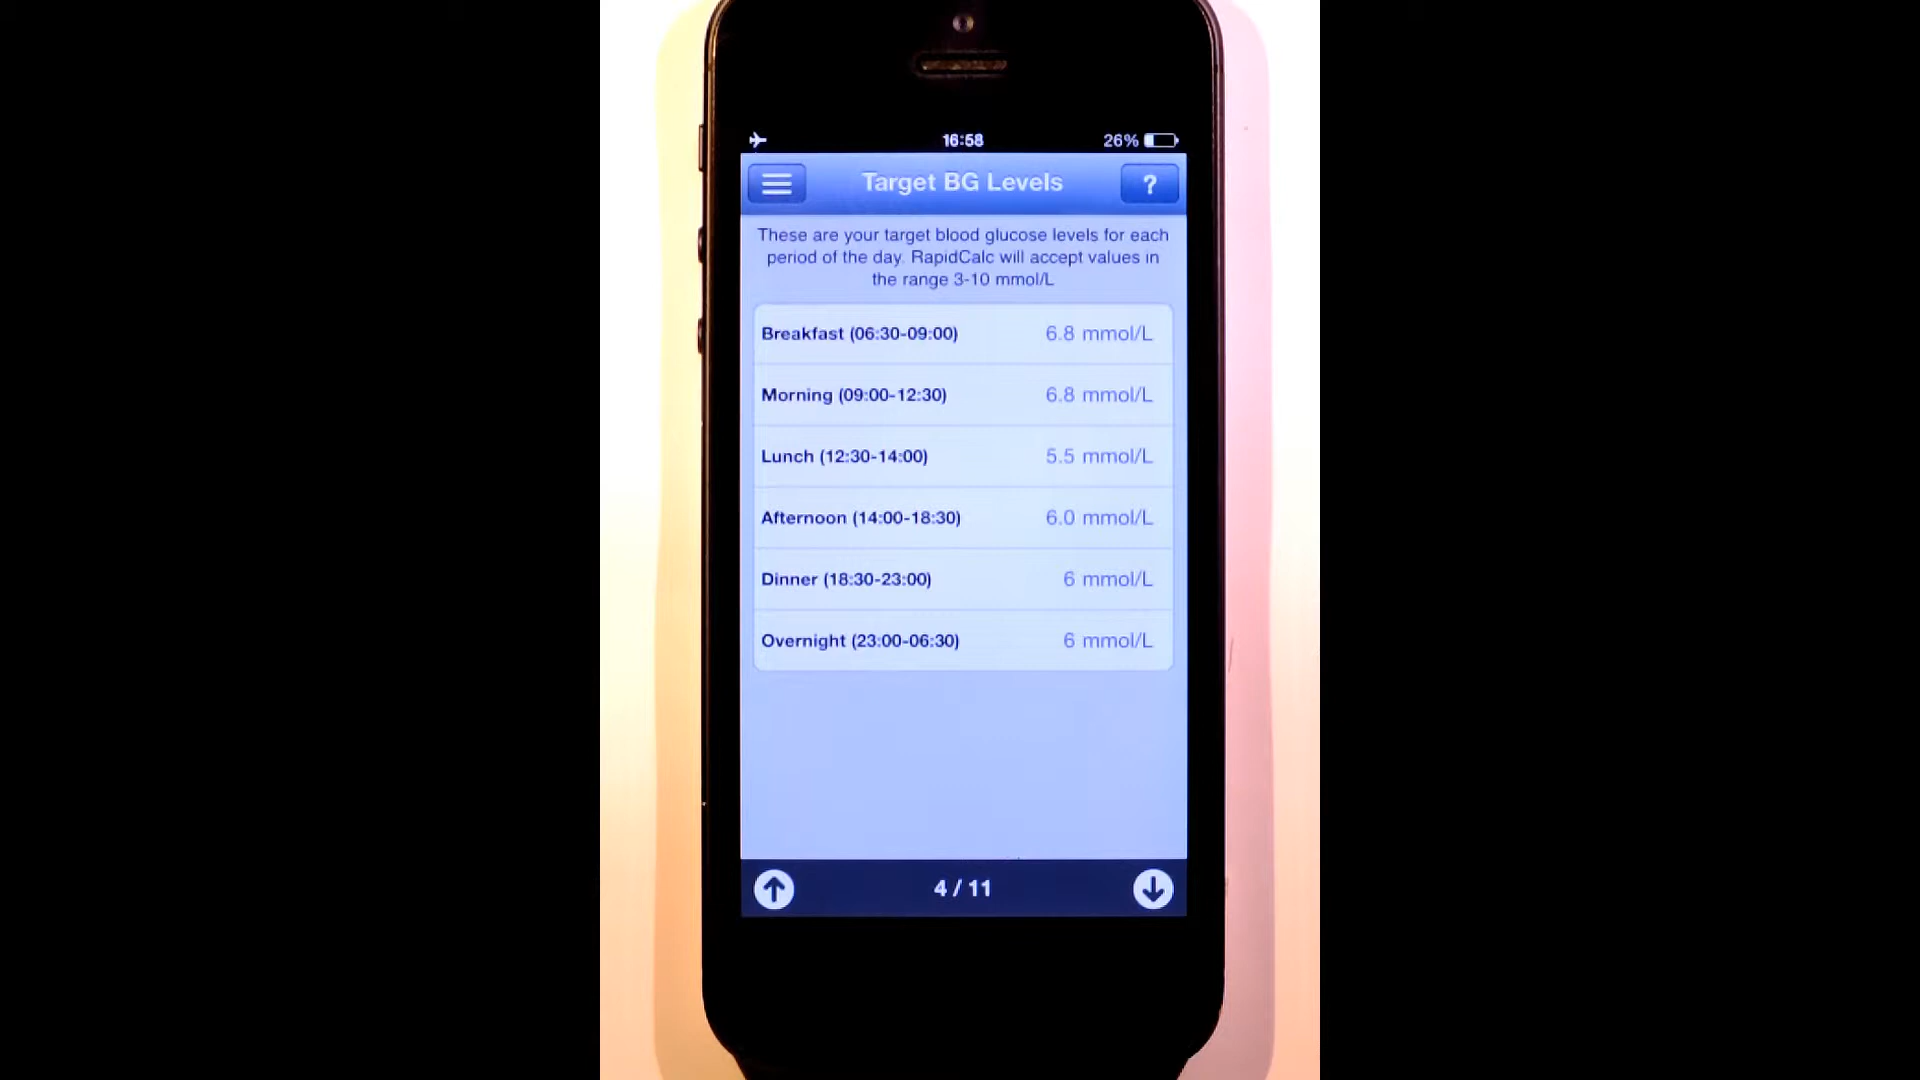 16:58 26%
Target BG Levels ?
These are your target blood glucose levels for each
period of the day. RapidCalc will accept values in
the range 3-10 mmol/L
Breakfast (06:30-09:00) 6.8 mmol/L
Morning (09:00-12:30) 6.8 mmol/L
Lunch (12:30-14:00) 5.5 mmol/L
Afternoon (14:00-18:30) 6.0 mmol/L
Dinner (18:30-23:00) 6 mmol/L
Overnight (23:00-06:30) 6 mmol/L
4 / 11